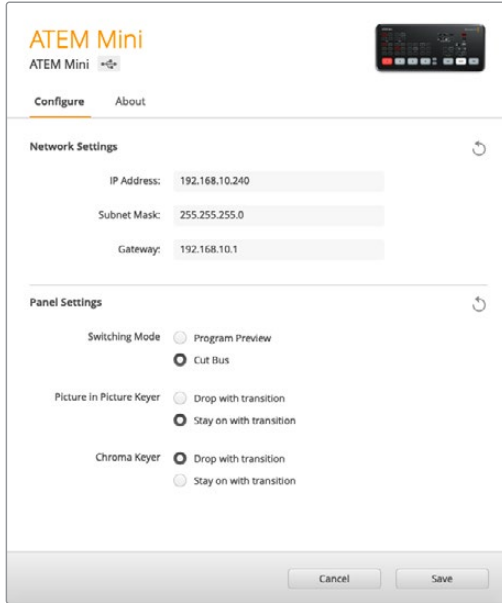 ATEM Mini
ATEM Mini
Configure About
Network Settings
IP Address: 192.168.10.240
Subnet Mask: 255.255.255.0
Gateway: 192.168.10.1
Panel Settings
Switching Mode Program Preview
Cut Bus
Picture in Picture Keyer Drop with transition
Stay on with transition
Chroma Keyer Drop with transition
Stay on with transition
Cancel Save